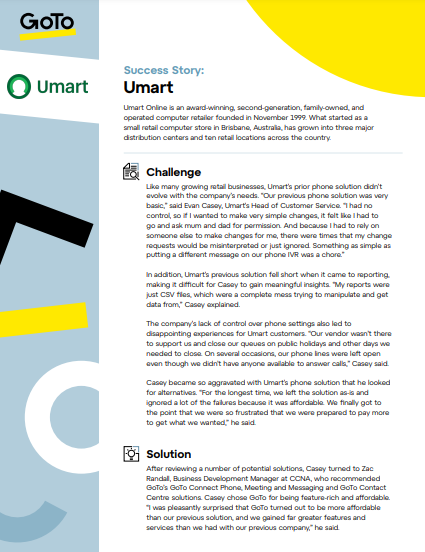 GoTo
Umart
Success Story:
Umart
Umart Online is an award-winning, second-generation, family-owned, and
operated computer retailer founded in November 1999. What started as a
small retail computer store in Brisbane, Australia, has grown into three major
distribution centers and ten retail locations across the country.
Challenge
Like many growing retail businesses, Umart's prior phone solution didn't
evolve with the company's needs. "Our previous phone solution was very
basic," said Evan Casey, Umart's Head of Customer Service. "I had no
control, so if I wanted to make very simple changes, it felt like I had to
go and ask mum and dad for permission. And because I had to rely on
someone else to make changes for me, there were times that my change
requests would be misinterpreted or just ignored. Something as simple as
putting a different message on our phone IVR was a chore."
In addition, Umart's previous solution fell short when it came to reporting,
making it difficult for Casey to gain meaningful insights. "My reports were
just CSV files, which were a complete mess trying to manipulate and get
data from," Casey explained.
The company's lack of control over phone settings also led to
disappointing experiences for Umart customers. "Our vendor wasn't there
to support us and close our queues on public holidays and other days we
needed to close. On several occasions, our phone lines were left open
even though we didn't have anyone available to answer calls," Casey said.
Casey became so aggravated with Umart's phone solution that he looked
for alternatives. "For the longest time, we left the solution as-is and
ignored a lot of the failures because it was affordable. We finally got to
the point that we were so frustrated that we were prepared to pay more
to get what we wanted," he said.
Solution
After reviewing a number of potential solutions, Casey turned to Zac
Randall, Business Development Manager at CCNA, who recommended
GoTo's GoTo Connect Phone, Meeting and Messaging and GoTo Contact
Centre solutions. Casey chose GoTo for being feature-rich and affordable.
"I was pleasantly surprised that GoTo turned out to be more affordable
than our previous solution, and we gained far greater features and
services than we had with our previous company," he said.